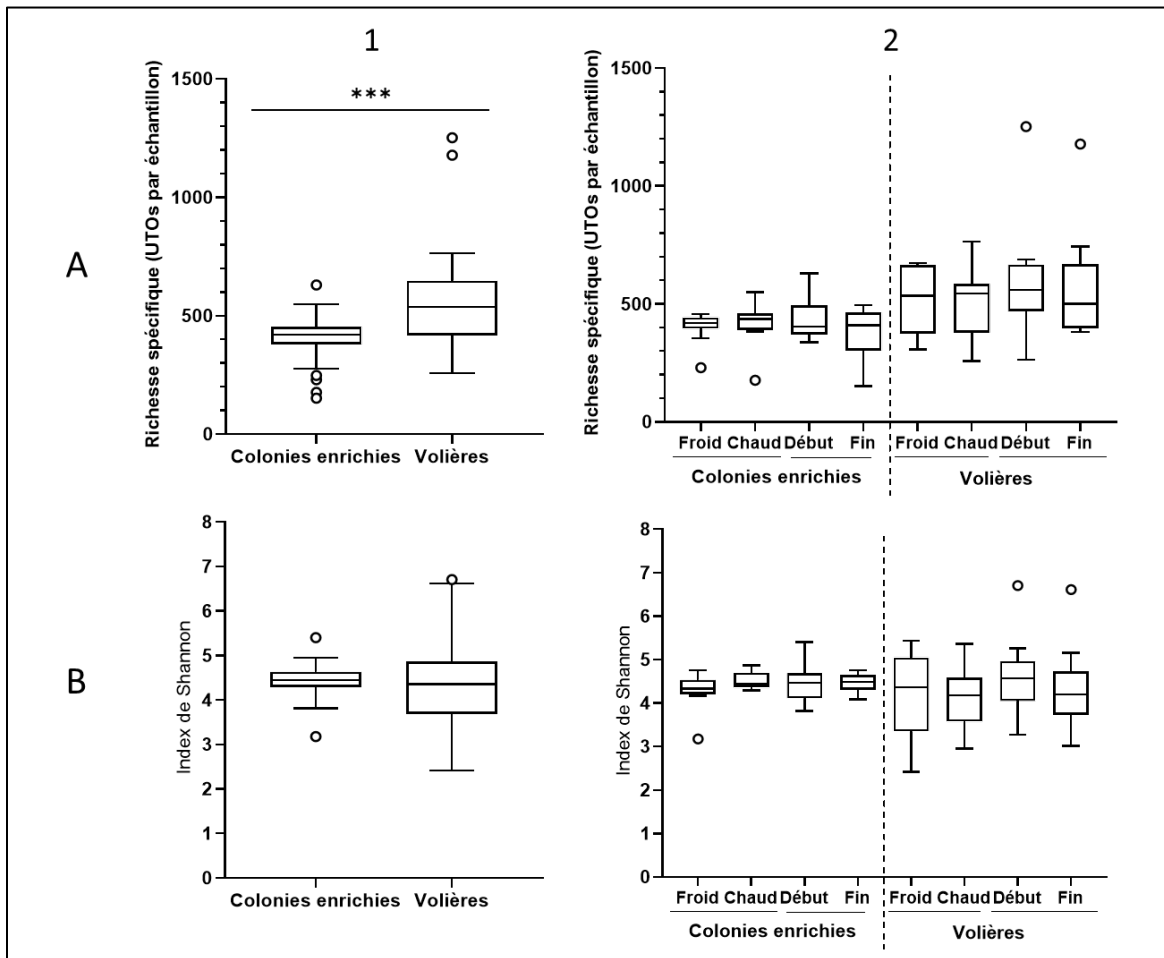 1
2
A
Richesse spécifique (UTOs par échantillon)
1500
1000
500
0
***
Colonies enrichies
Volières
Richesse spécifique (UTOs par échantillon)
1500
1000
500
0
Froid Chaud Début Fin
Froid Chaud Début Fin
Colonies enrichies
Volières
B
Index de Shannon
8
7
6
5
4
3
2
1
0
Colonies enrichies
Volières
Index de Shannon
8
7
6
5
4
3
2
1
0
Froid Chaud Début Fin
Froid Chaud Début Fin
Colonies enrichies
Volières